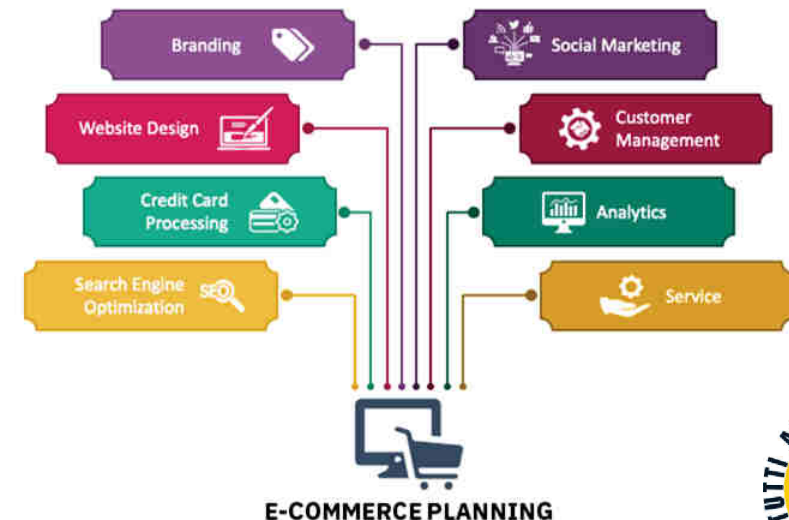 Branding
Social Marketing
Website Design
Customer
Management
Credit Card
Processing
Analytics
Search Engine
Optimization
SEO
Service
E-COMMERCE PLANNING